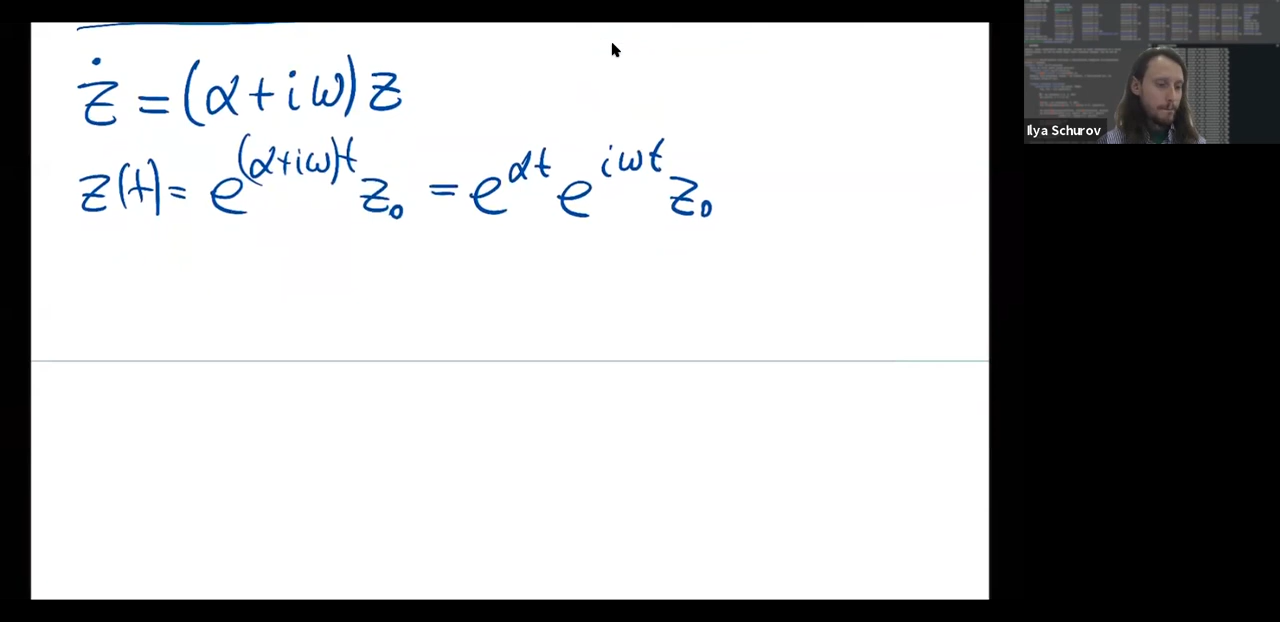 ż = (α+iω)z
z(t) = e^{(α+iω)t} z₀ = e^{αt} e^{iωt} z₀
Ilya Schurov